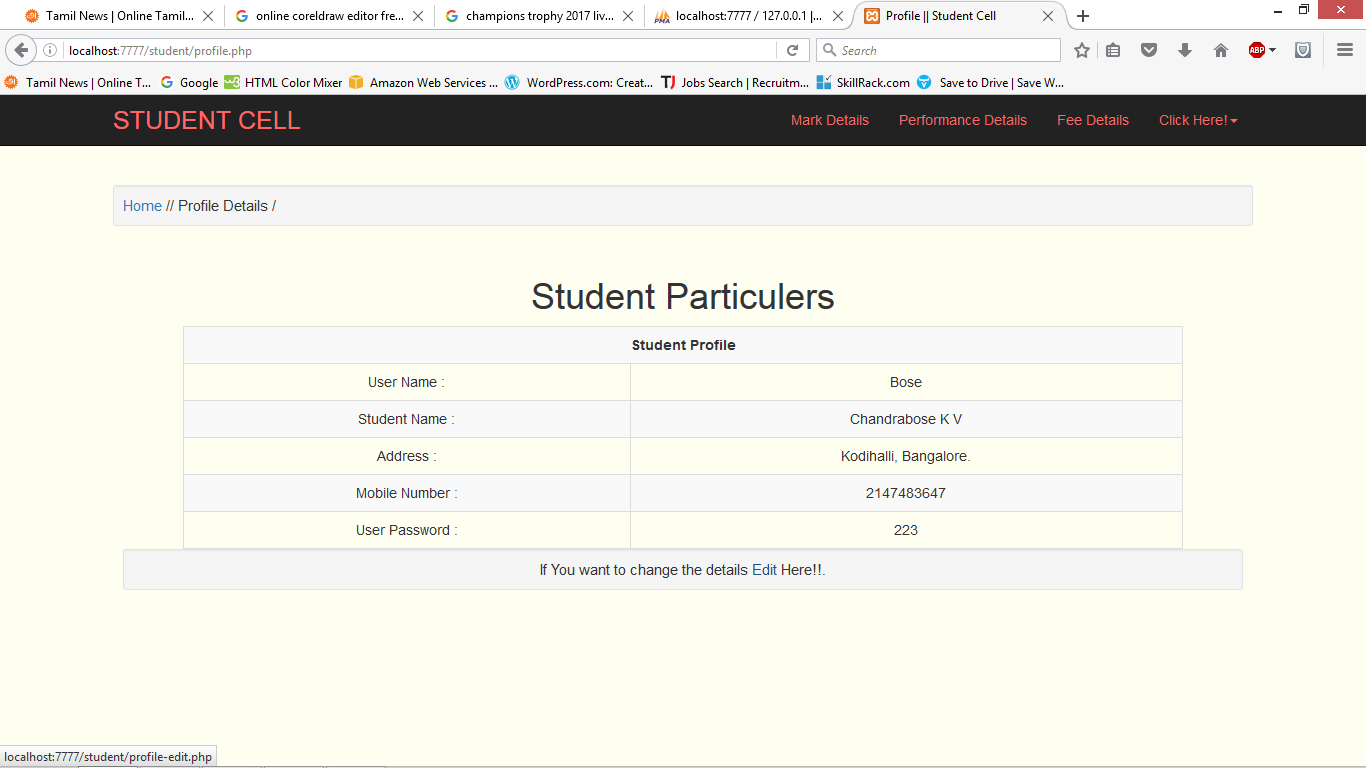 Tamil News | Online Tamil...
online coreldraw editor fre...
champions trophy 2017 liv...
localhost:7777 / 127.0.0.1 |...
Profile || Student Cell
localhost:7777/student/profile.php
Search
ABP
Tamil News | Online T...
Google
HTML Color Mixer
Amazon Web Services ...
WordPress.com: Creat...
TJ
Jobs Search | Recruitm...
SkillRack.com
Save to Drive | Save W...
STUDENT CELL
Mark Details
Performance Details
Fee Details
Click Here!
Home // Profile Details /
Student Particulers
Student Profile
User Name : Bose
Student Name : Chandrabose K V
Address : Kodihalli, Bangalore.
Mobile Number : 2147483647
User Password : 223
If You want to change the details Edit Here!!.
localhost:7777/student/profile-edit.php